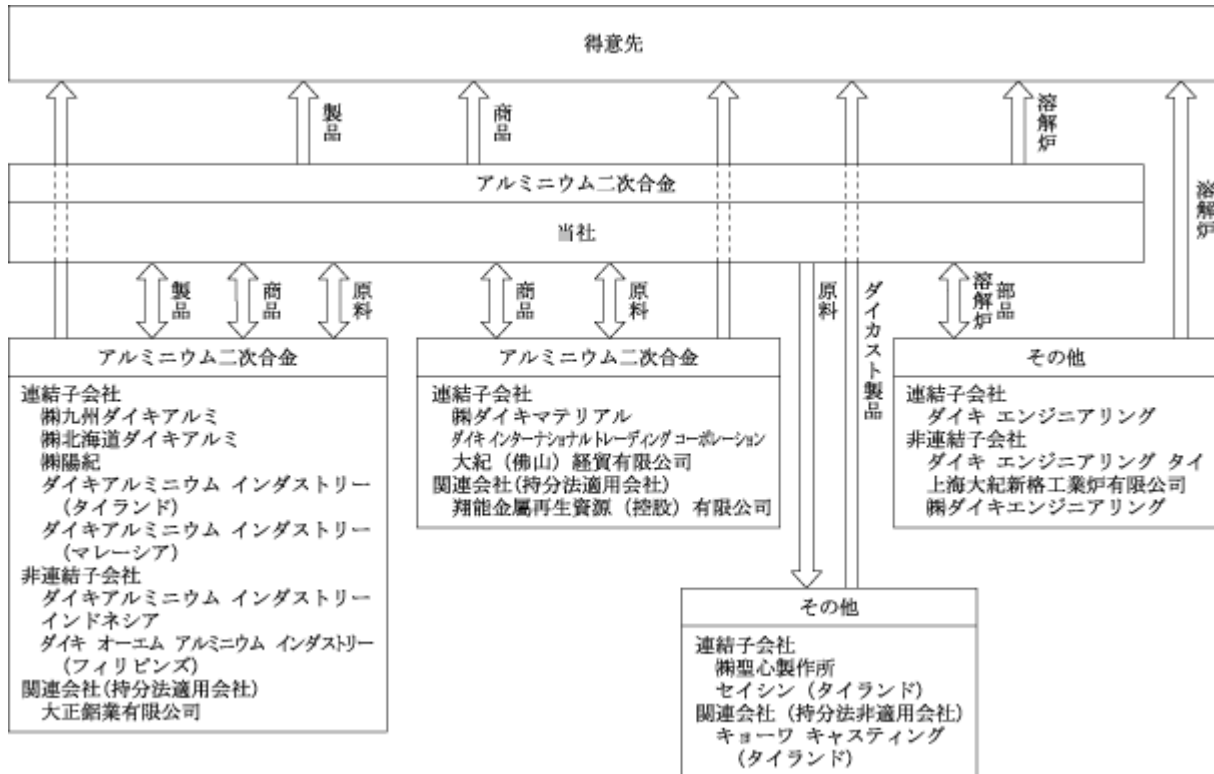 得意先
製品
商品
溶解炉
溶解炉
アルミニウム二次合金
当社
製品
商品
原料
商品
原料
原料
ダイカスト製品
溶解炉
部品
アルミニウム二次合金
連結子会社
㈱九州ダイキアルミ
㈱北海道ダイキアルミ
㈱陽紀
ダイキアルミニウム インダストリー
(タイランド)
ダイキアルミニウム インダストリー
(マレーシア)
非連結子会社
ダイキアルミニウム インダストリー
インドネシア
ダイキ オーエム アルミニウム インダストリー
(フィリピンズ)
関連会社(持分法適用会社)
大正鋁業有限公司
アルミニウム二次合金
連結子会社
㈱ダイキマテリアル
ダイキインターナショナルトレーディングコーポレーション
大紀（佛山）経貿有限公司
関連会社(持分法適用会社)
翔能金属再生資源（控股）有限公司
その他
連結子会社
ダイキ エンジニアリング
非連結子会社
ダイキ エンジニアリング タイ
上海大紀新格工業炉有限公司
㈱ダイキエンジニアリング
その他
連結子会社
㈱聖心製作所
セイシン（タイランド）
関連会社（持分法非適用会社）
キョーワ キャスティング
（タイランド）